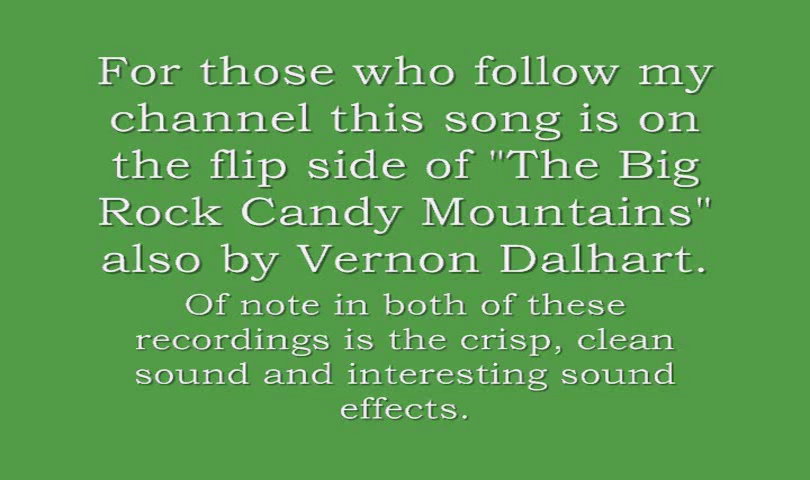 For those who follow my
channel this song is on
the flip side of "The Big
Rock Candy Mountains"
also by Vernon Dalhart.
Of note in both of these
recordings is the crisp, clean
sound and interesting sound
effects.